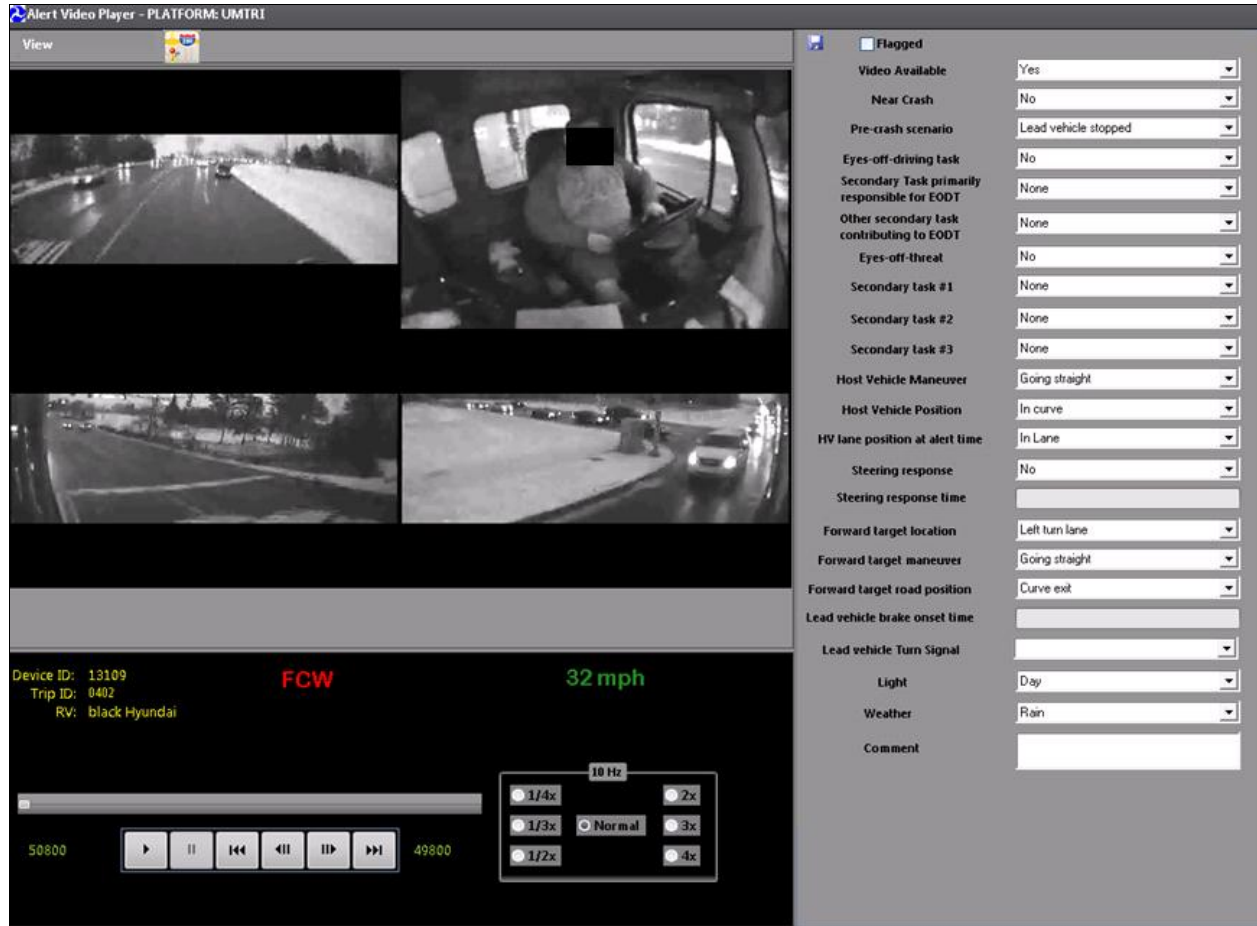 Alert Video Player - PLATFORM: UMTRI
View
Flagged
Video Available Yes
Near Crash No
Pre-crash scenario Lead vehicle stopped
Eyes-off-driving task No
Secondary Task primarily
responsible for EODT None
Other secondary task
contributing to EODT None
Eyes-off-threat No
Secondary task #1 None
Secondary task #2 None
Secondary task #3 None
Host Vehicle Maneuver Going straight
Host Vehicle Position In curve
HV lane position at alert time In Lane
Steering response No
Steering response time
Forward target location Left turn lane
Forward target maneuver Going straight
Forward target road position Curve exit
Lead vehicle brake onset time
Lead vehicle Turn Signal
Light Day
Weather Rain
Comment
Device ID: 13109
Trip ID: 0402
RV: black Hyundai
FCW
32 mph
10 Hz
1/4x 2x
1/3x Normal 3x
1/2x 4x
50800 49800